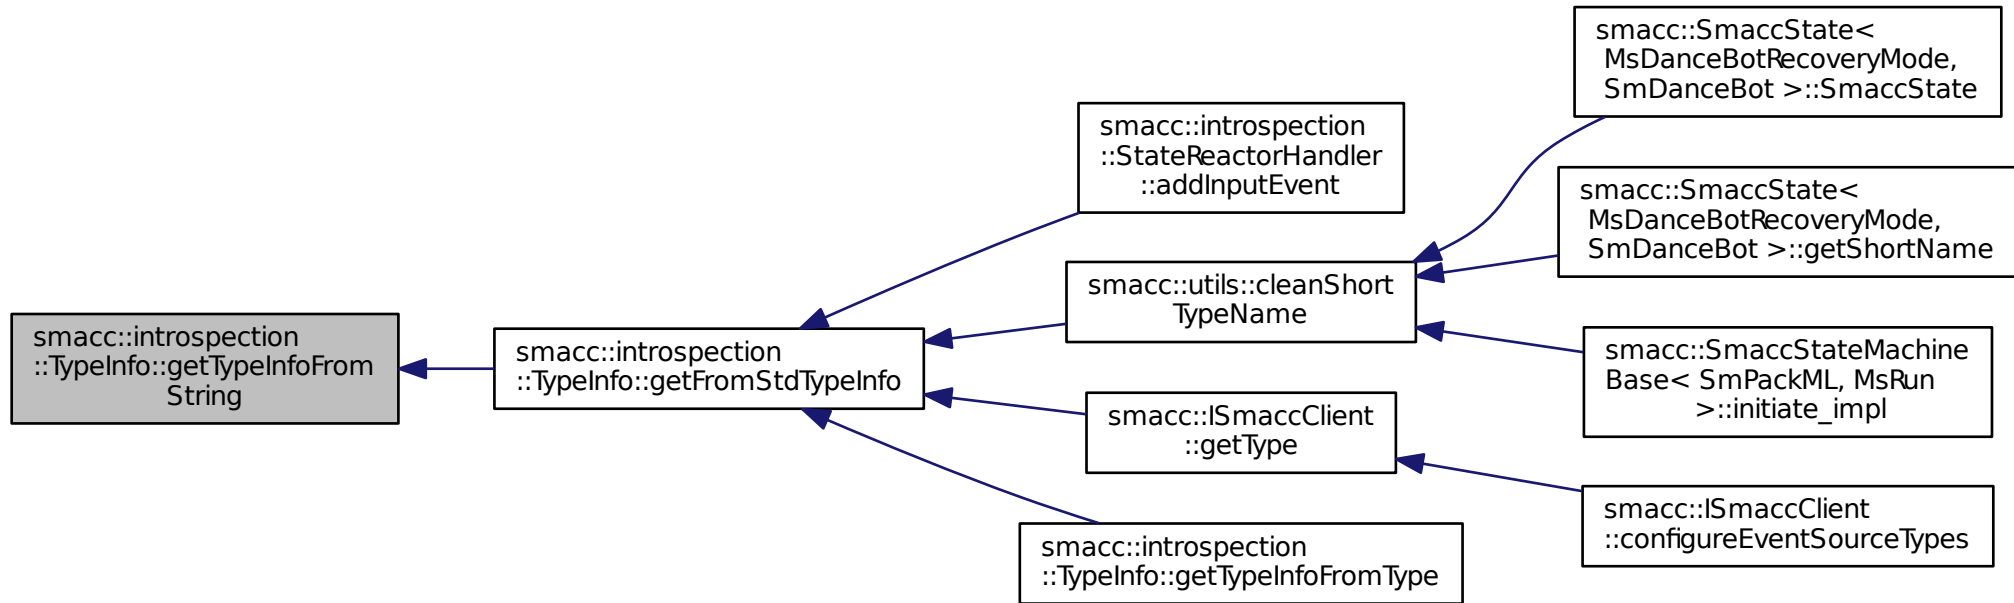 smacc::introspection
::TypeInfo::getTypeInfoFrom
String
smacc::introspection
::TypeInfo::getFromStdTypeInfo
smacc::introspection
::StateReactorHandler
::addInputEvent
smacc::utils::cleanShort
TypeName
smacc::ISmaccClient
::getType
smacc::introspection
::TypeInfo::getTypeInfoFromType
smacc::SmaccState<
MsDanceBotRecoveryMode,
SmDanceBot >::SmaccState
smacc::SmaccState<
MsDanceBotRecoveryMode,
SmDanceBot >::getShortName
smacc::SmaccStateMachine
Base< SmPackML, MsRun
>::initiate_impl
smacc::ISmaccClient
::configureEventSourceTypes